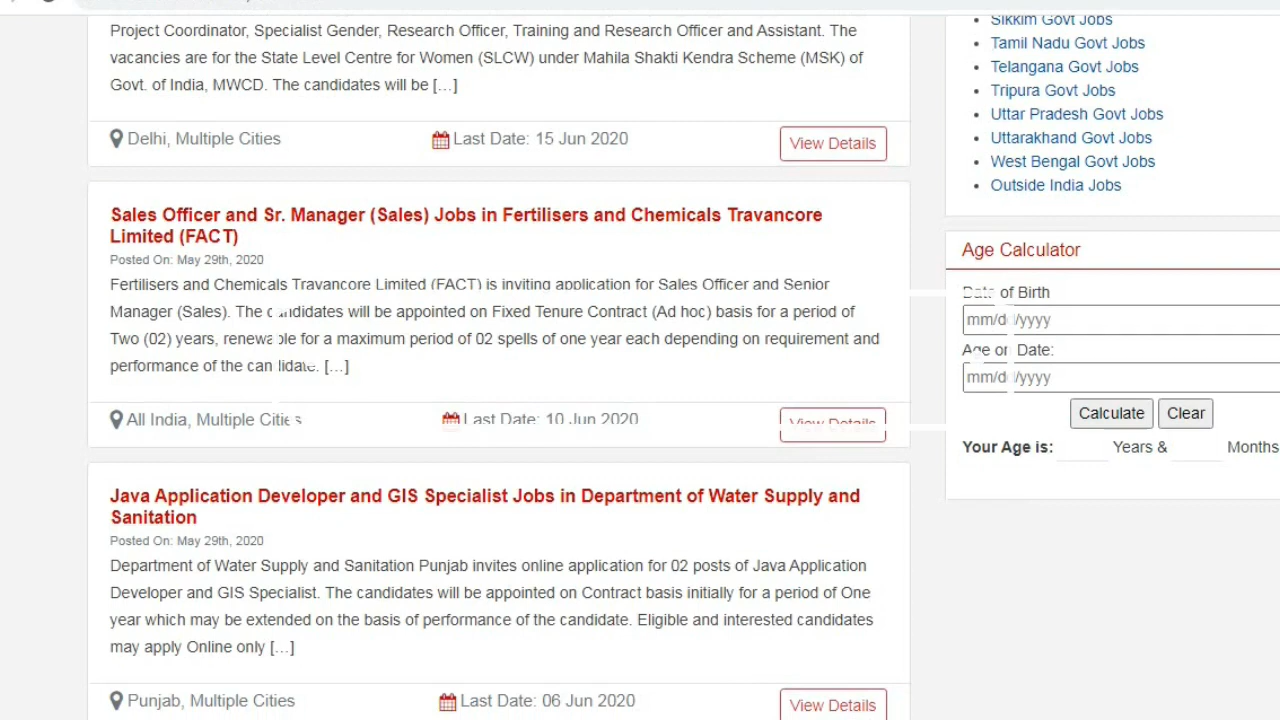 Project Coordinator, Specialist Gender, Research Officer, Training and Research Officer and Assistant. The
vacancies are for the State Level Centre for Women (SLCW) under Mahila Shakti Kendra Scheme (MSK) of
Govt. of India, MWCD. The candidates will be [...]
Delhi, Multiple Cities
Last Date: 15 Jun 2020
View Details
Sales Officer and Sr. Manager (Sales) Jobs in Fertilisers and Chemicals Travancore
Limited (FACT)
Posted On: May 29th, 2020
Fertilisers and Chemicals Travancore Limited (FACT) is inviting application for Sales Officer and Senior
Manager (Sales). The candidates will be appointed on Fixed Tenure Contract (Ad hoc) basis for a period of
Two (02) years, renewable for a maximum period of 02 spells of one year each depending on requirement and
performance of the candidate. [...]
All India, Multiple Cities
Last Date: 10 Jun 2020
View Details
Java Application Developer and GIS Specialist Jobs in Department of Water Supply and
Sanitation
Posted On: May 29th, 2020
Department of Water Supply and Sanitation Punjab invites online application for 02 posts of Java Application
Developer and GIS Specialist. The candidates will be appointed on Contract basis initially for a period of One
year which may be extended on the basis of performance of the candidate. Eligible and interested candidates
may apply Online only [...]
Punjab, Multiple Cities
Last Date: 06 Jun 2020
View Details
Sikkim Govt Jobs
Tamil Nadu Govt Jobs
Telangana Govt Jobs
Tripura Govt Jobs
Uttar Pradesh Govt Jobs
Uttarakhand Govt Jobs
West Bengal Govt Jobs
Outside India Jobs
Age Calculator
Date of Birth
mm/dd/yyyy
Age on Date:
mm/dd/yyyy
Calculate
Clear
Your Age is: Years & Months